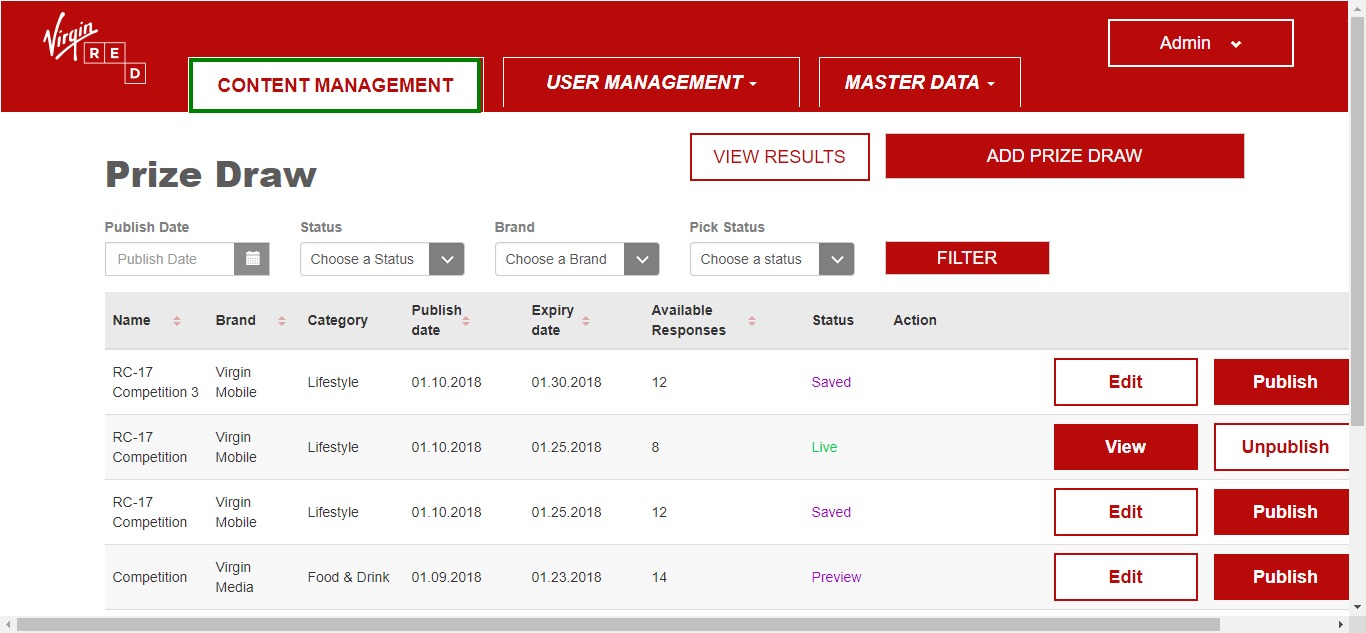 Virgin
RED
Admin
CONTENT MANAGEMENT
USER MANAGEMENT
MASTER DATA
Prize Draw
VIEW RESULTS
ADD PRIZE DRAW
Publish Date
Status
Brand
Pick Status
Publish Date
Choose a Status
Choose a Brand
Choose a status
FILTER
Name
Brand
Category
Publish
date
Expiry
date
Available
Responses
Status
Action
RC-17
Competition 3
Virgin
Mobile
Lifestyle
01.10.2018
01.30.2018
12
Saved
Edit
Publish
RC-17
Competition
Virgin
Mobile
Lifestyle
01.10.2018
01.25.2018
8
Live
View
Unpublish
RC-17
Competition
Virgin
Mobile
Lifestyle
01.10.2018
01.25.2018
12
Saved
Edit
Publish
Competition
Virgin
Media
Food & Drink
01.09.2018
01.23.2018
14
Preview
Edit
Publish